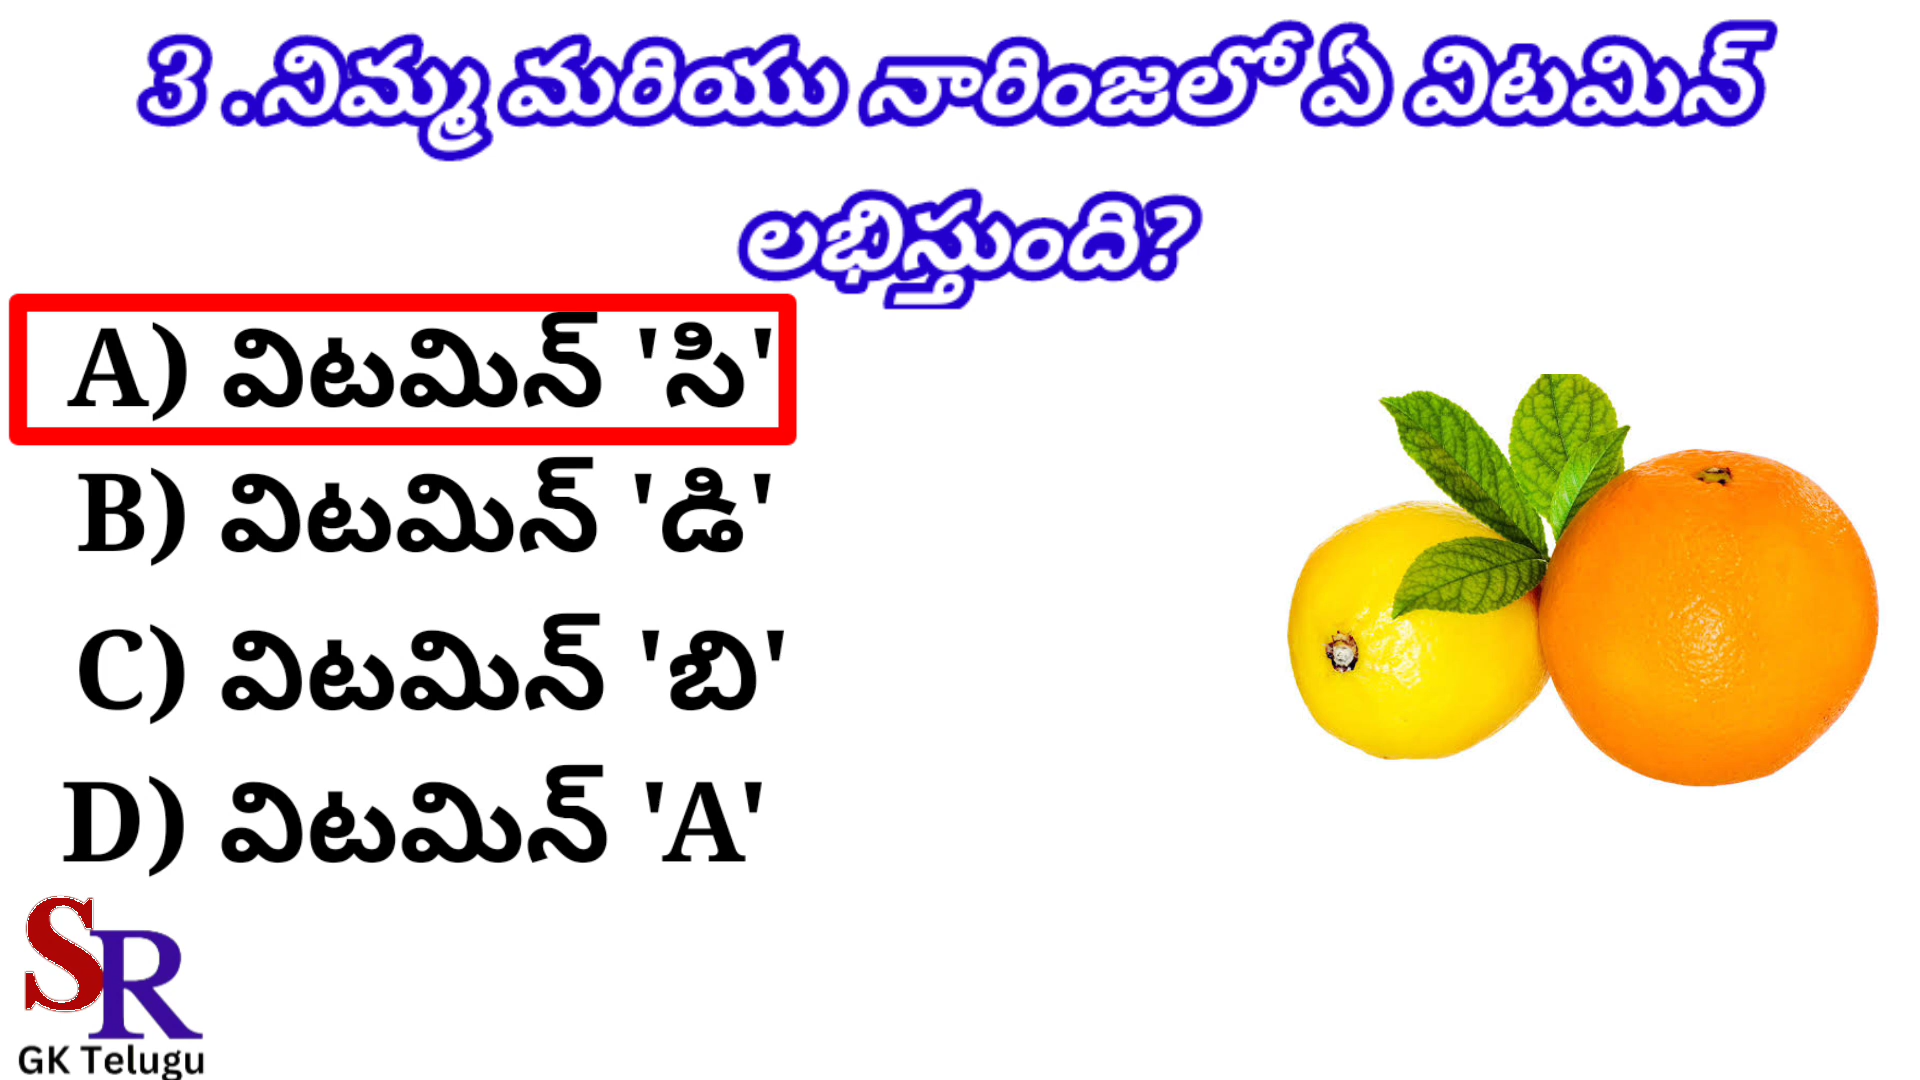 3 .నిమ్మ మరియు నారింజలో ఏ విటమిన్
లభిస్తుంది?
A) విటమిన్ 'సి'
B) విటమిన్ 'డి'
C) విటమిన్ 'బి'
D) విటమిన్ 'A'
SR
GK Telugu